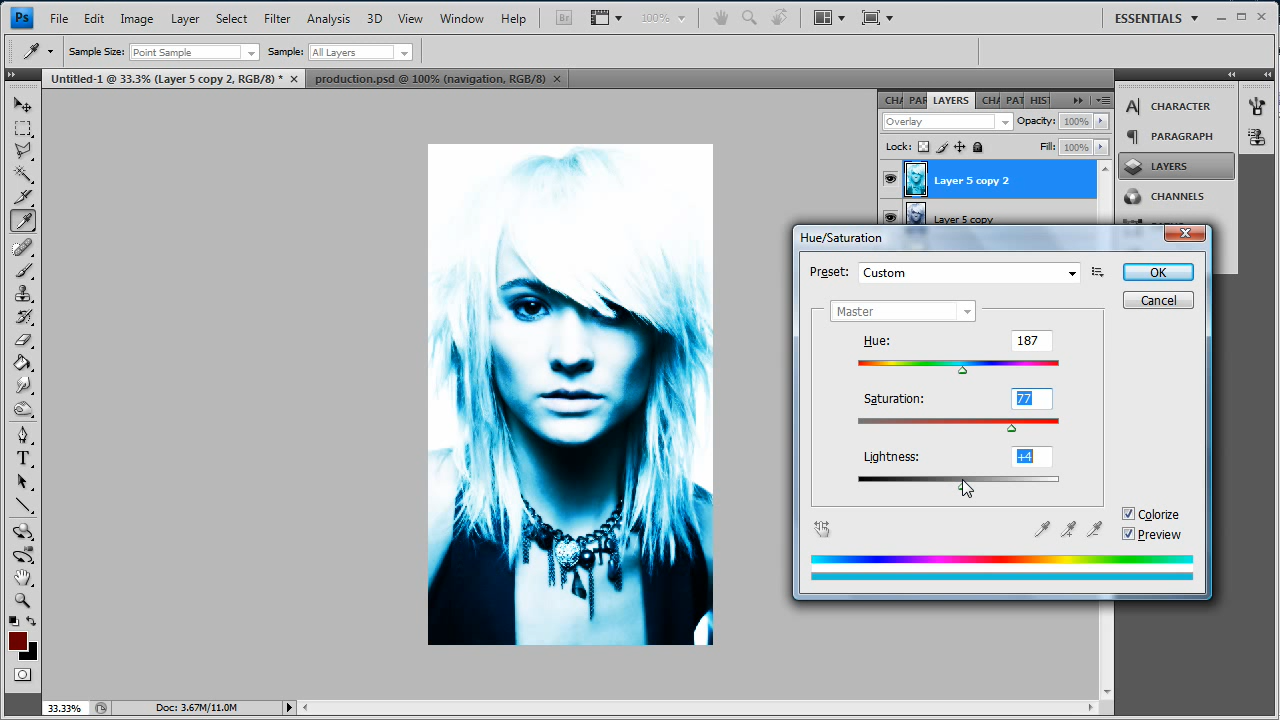 Ps File Edit Image Layer Select Filter Analysis 3D View Window Help Br 100% ESSENTIALS
Sample Size: Point Sample Sample: All Layers
Untitled-1 @ 33.3% (Layer 5 copy 2, RGB/8) * × production.psd @ 100% (navigation, RGB/8) ×
CHA PAR LAYERS CHA PAT HIST
Overlay Opacity: 100%
Lock: Fill: 100%
Layer 5 copy 2
Layer 5 copy
CHARACTER
PARAGRAPH
LAYERS
CHANNELS
Hue/Saturation
Preset: Custom OK
Cancel
Master
Hue: 187
Saturation: 77
Lightness: +4
Colorize
Preview
33.33% Doc: 3.67M/11.0M